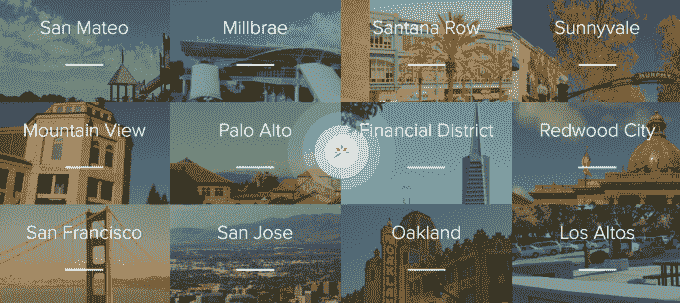 San Mateo
Millbrae
Santana Row
Sunnyvale
Mountain View
Palo Alto
Financial District
Redwood City
San Francisco
San Jose
Oakland
Los Altos